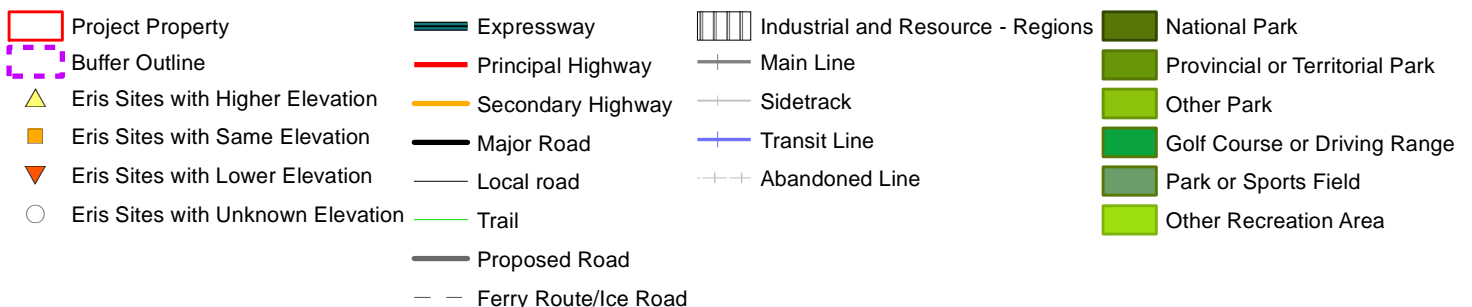 Project Property
Buffer Outline
Eris Sites with Higher Elevation
Eris Sites with Same Elevation
Eris Sites with Lower Elevation
Eris Sites with Unknown Elevation
Expressway
Principal Highway
Secondary Highway
Major Road
Local road
Trail
Proposed Road
Ferry Route/Ice Road
Industrial and Resource - Regions
Main Line
Sidetrack
Transit Line
Abandoned Line
National Park
Provincial or Territorial Park
Other Park
Golf Course or Driving Range
Park or Sports Field
Other Recreation Area